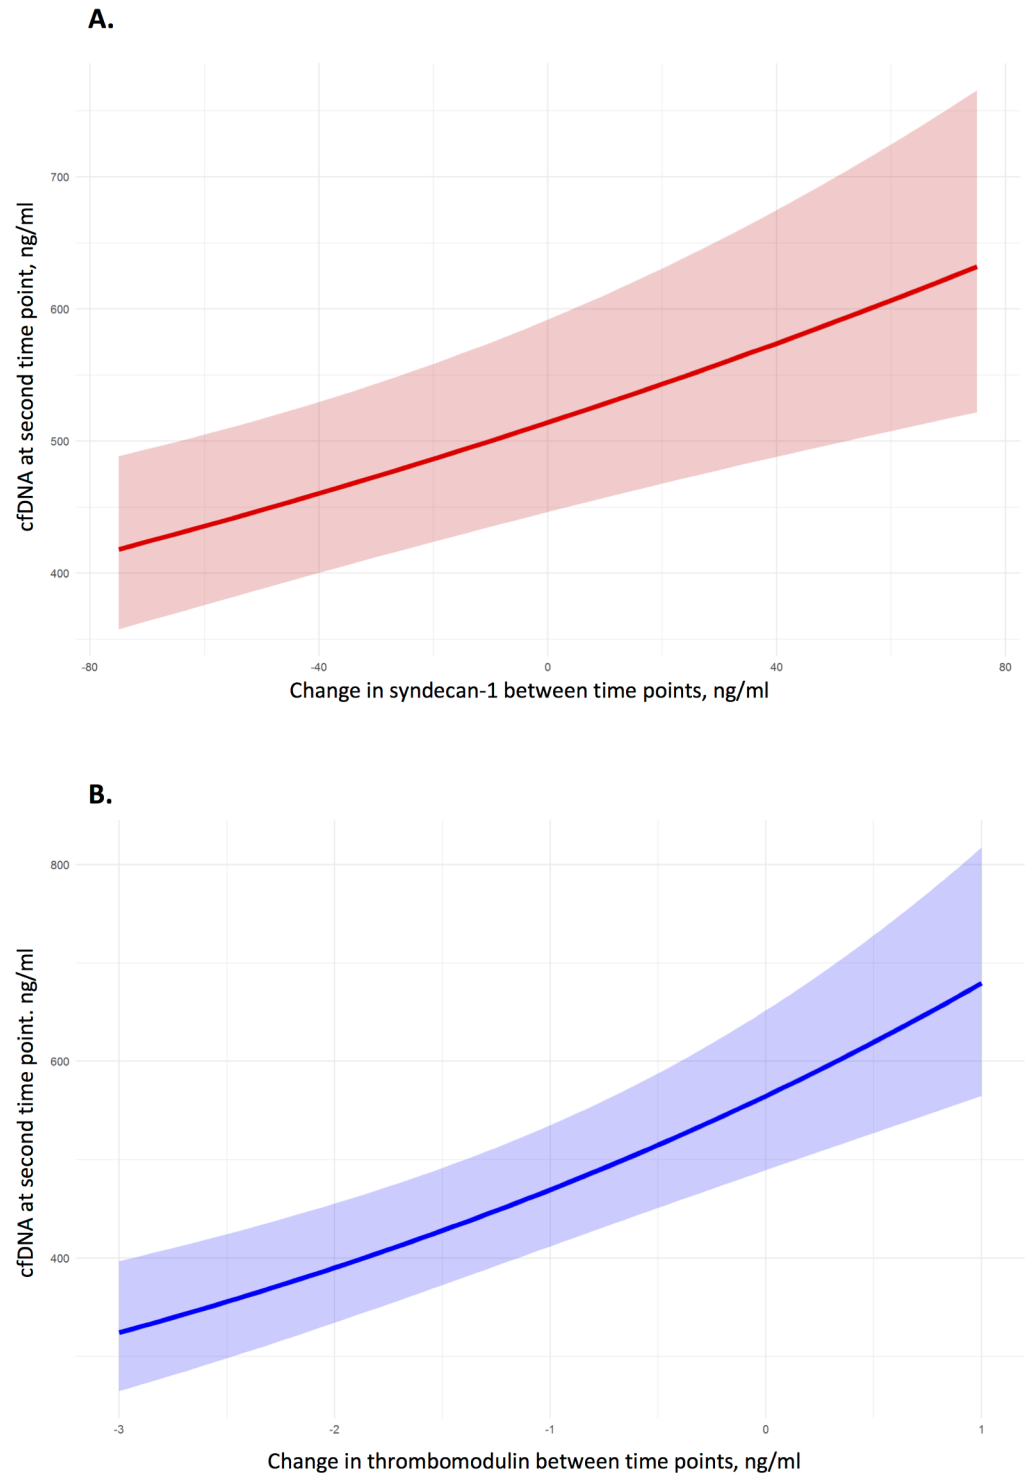 A.
cfDNA at second time point, ng/ml
700
600
500
400
-80
-40
0
40
80
Change in syndecan-1 between time points, ng/ml
B.
cfDNA at second time point. ng/ml
800
600
400
-3
-2
-1
0
1
Change in thrombomodulin between time points, ng/ml